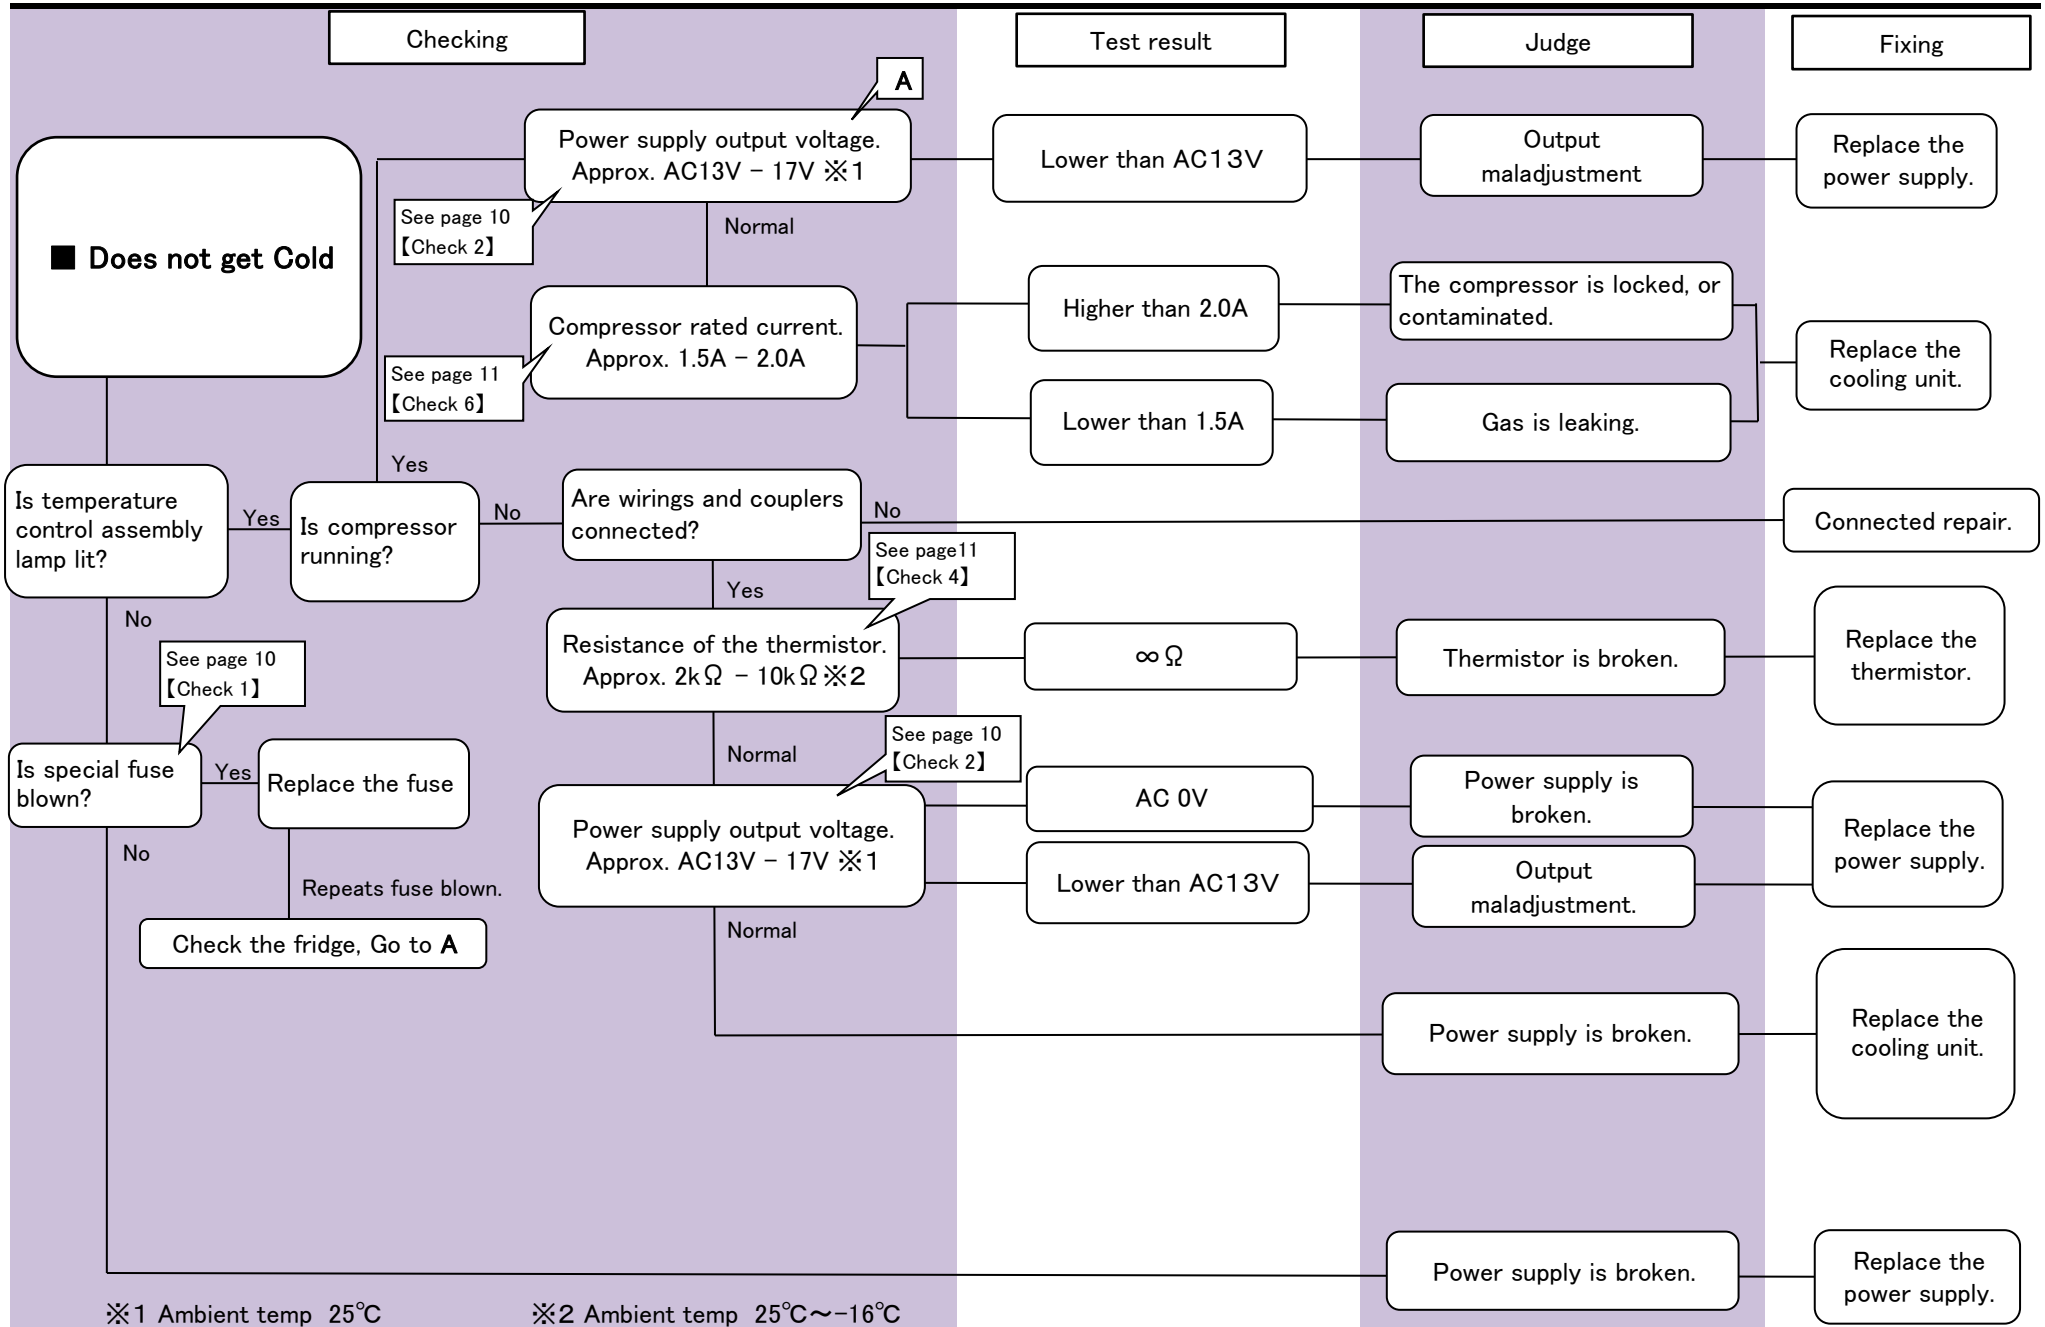 Checking
Test result
Judge
Fixing
A
Power supply output voltage.
Approx. AC13V − 17V ※1
Lower than AC13V
Output
maladjustment
Replace the
power supply.
See page 10
【Check 2】
Normal
■ Does not get Cold
Compressor rated current.
Approx. 1.5A − 2.0A
See page 11
【Check 6】
Higher than 2.0A
The compressor is locked, or
contaminated.
Lower than 1.5A
Gas is leaking.
Replace the
cooling unit.
Is temperature
control assembly
lamp lit?
Yes
Is compressor
running?
Yes
No
Are wirings and couplers
connected?
No
Connected repair.
See page11
【Check 4】
Yes
Resistance of the thermistor.
Approx. 2kΩ − 10kΩ ※2
∞Ω
Thermistor is broken.
Replace the
thermistor.
No
See page 10
【Check 1】
Is special fuse
blown?
Yes
Replace the fuse
Normal
See page 10
【Check 2】
Power supply output voltage.
Approx. AC13V − 17V ※1
AC 0V
Power supply is
broken.
Lower than AC13V
Output
maladjustment.
Replace the
power supply.
No
Repeats fuse blown.
Check the fridge, Go to A
Normal
Power supply is broken.
Replace the
cooling unit.
Power supply is broken.
Replace the
power supply.
※1 Ambient temp 25℃
※2 Ambient temp 25℃～−16℃